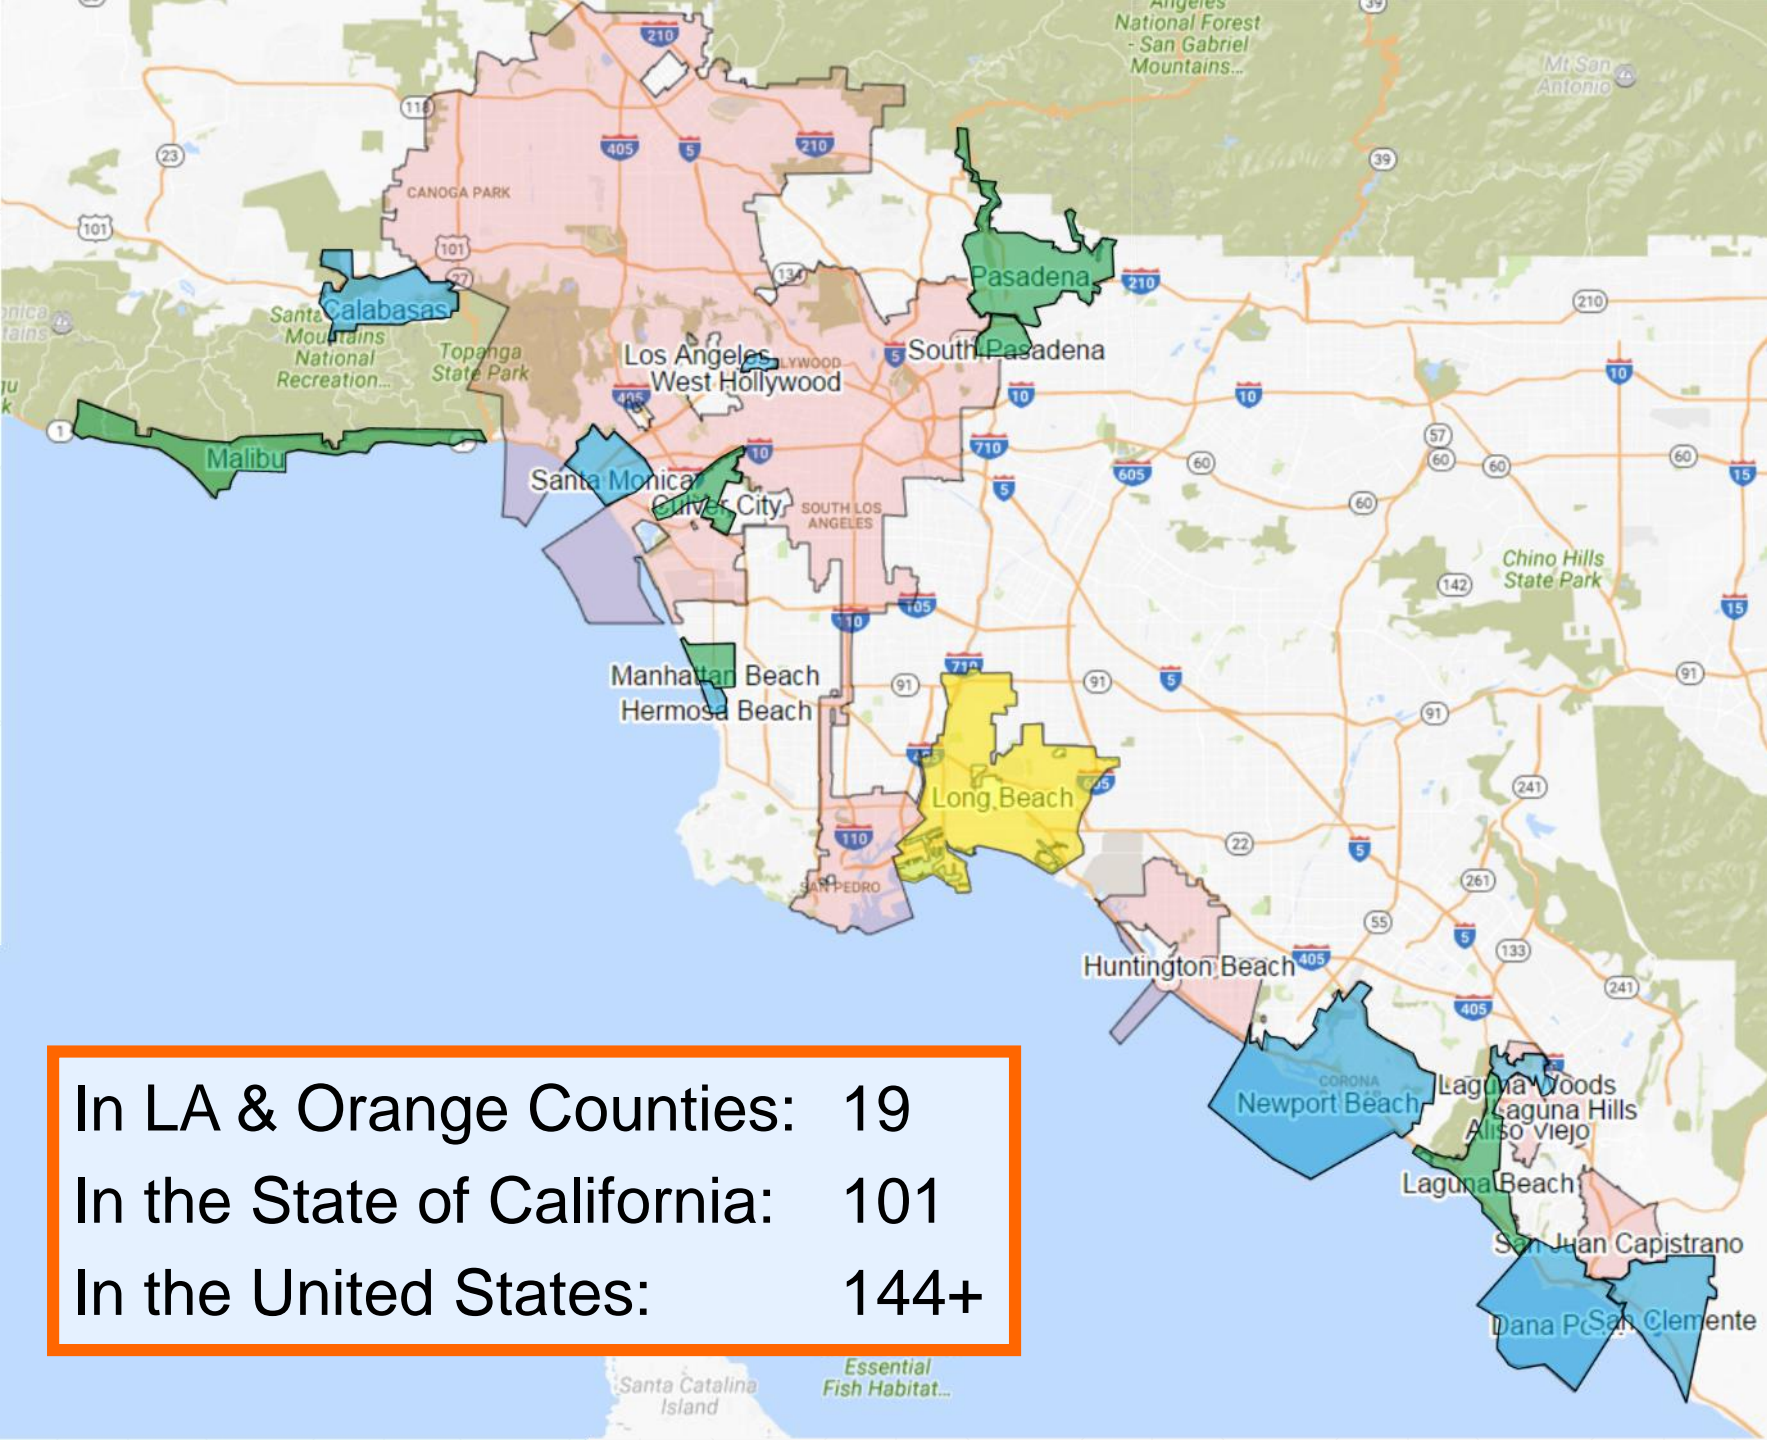 Angeles
National Forest
- San Gabriel
Mountains...
39
210
Mt San
Antonio
118
405
5
210
23
39
CANOGA PARK
101
101
27
134
Pasadena
210
210
Calabasas
Santa
Mountains
National
Recreation...
Topanga
State Park
Los Angeles
LYWOOD
West Hollywood
5
South Pasadena
10
10
10
405
1
Malibu
10
710
57
60
60
60
60
15
605
Santa Monica
Culver City
SOUTH LOS
ANGELES
5
60
Chino Hills
State Park
142
15
105
110
Manhattan Beach
Hermosa Beach
91
710
91
5
91
91
Long Beach
605
241
110
22
5
SAN PEDRO
261
55
5
133
Huntington Beach
405
241
405
CORONA
Newport Beach
Laguna Woods
Laguna Hills
Aliso Viejo
Laguna Beach
San Juan Capistrano
San Clemente
In LA & Orange Counties: 19
In the State of California: 101
In the United States: 144+
Essential
Fish Habitat...
Santa Catalina
Island